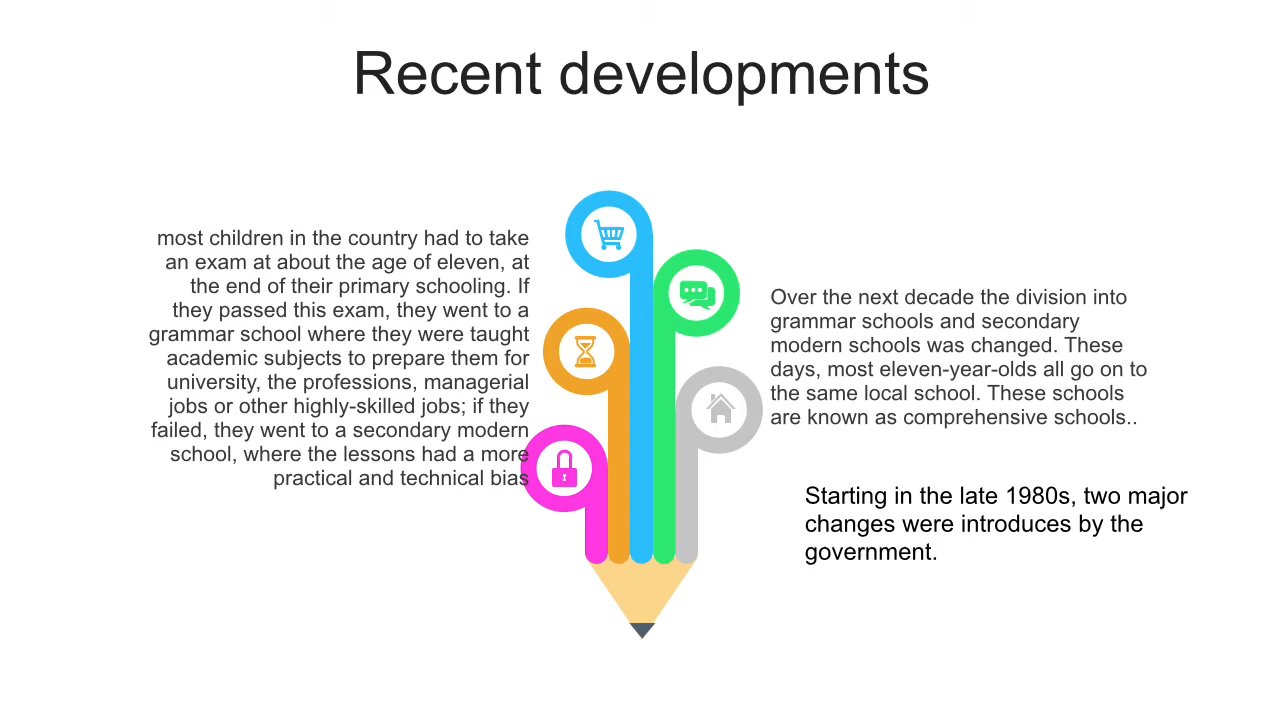 Recent developments
most children in the country had to take
an exam at about the age of eleven, at
the end of their primary schooling. If
they passed this exam, they went to a
grammar school where they were taught
academic subjects to prepare them for
university, the professions, managerial
jobs or other highly-skilled jobs; if they
failed, they went to a secondary modern
school, where the lessons had a more
practical and technical bias
Over the next decade the division into
grammar schools and secondary
modern schools was changed. These
days, most eleven-year-olds all go on to
the same local school. These schools
are known as comprehensive schools..
Starting in the late 1980s, two major
changes were introduces by the
government.